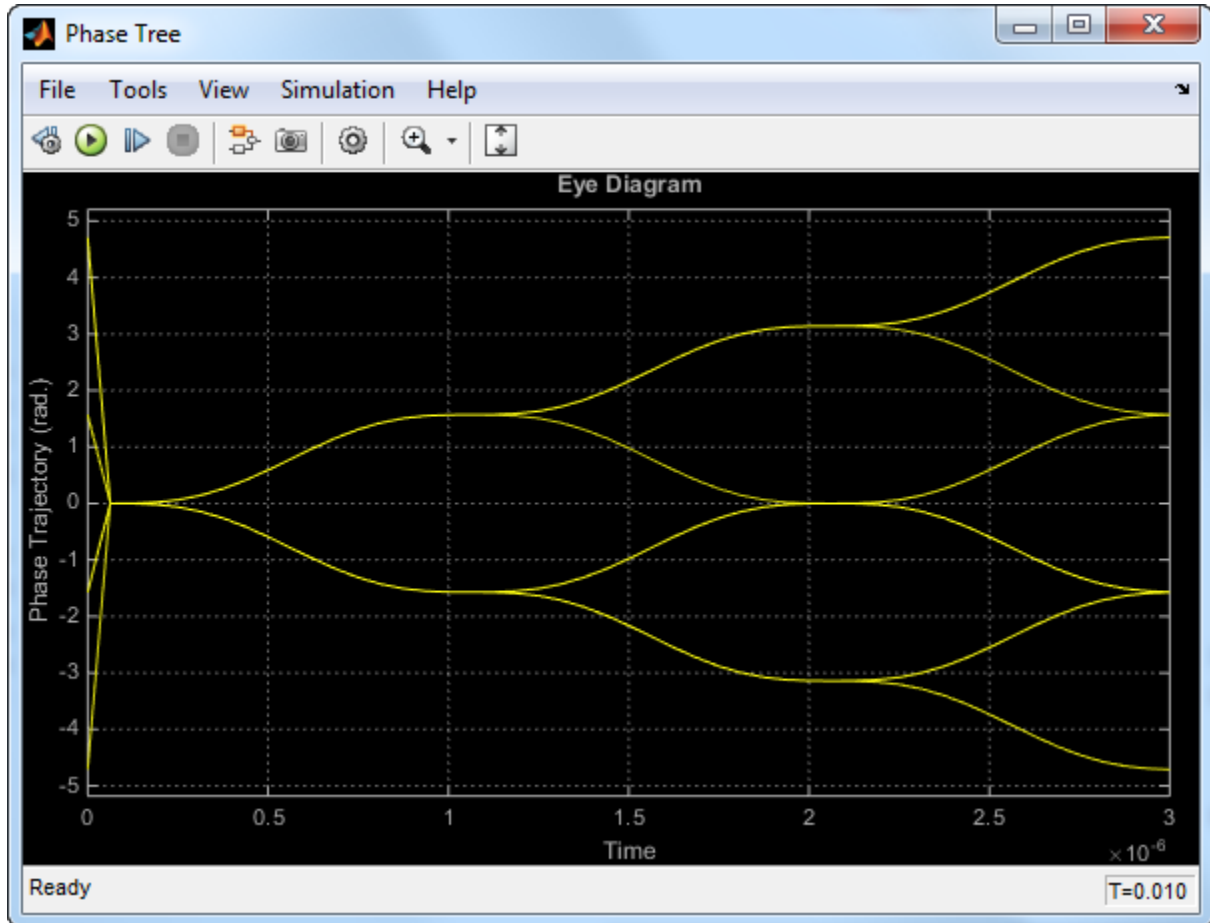 Phase Tree
File Tools View Simulation Help
Eye Diagram
Phase Trajectory (rad.)
5
4
3
2
1
0
-1
-2
-3
-4
-5
0 0.5 1 1.5 2 2.5 3
Time
×10⁻⁶
Ready T=0.010